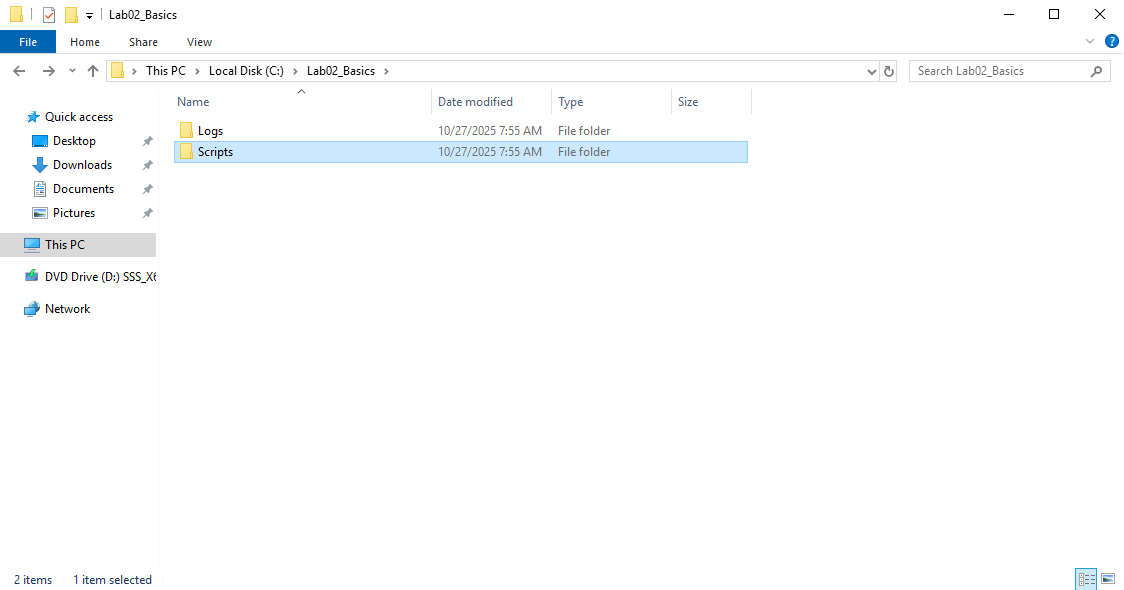 Lab02_Basics
File Home Share View
This PC Local Disk (C:) Lab02_Basics Search Lab02_Basics
Name Date modified Type Size
Quick access
Desktop
Downloads
Documents
Pictures
This PC
DVD Drive (D:) SSS_X6
Network
Logs 10/27/2025 7:55 AM File folder
Scripts 10/27/2025 7:55 AM File folder
2 items 1 item selected